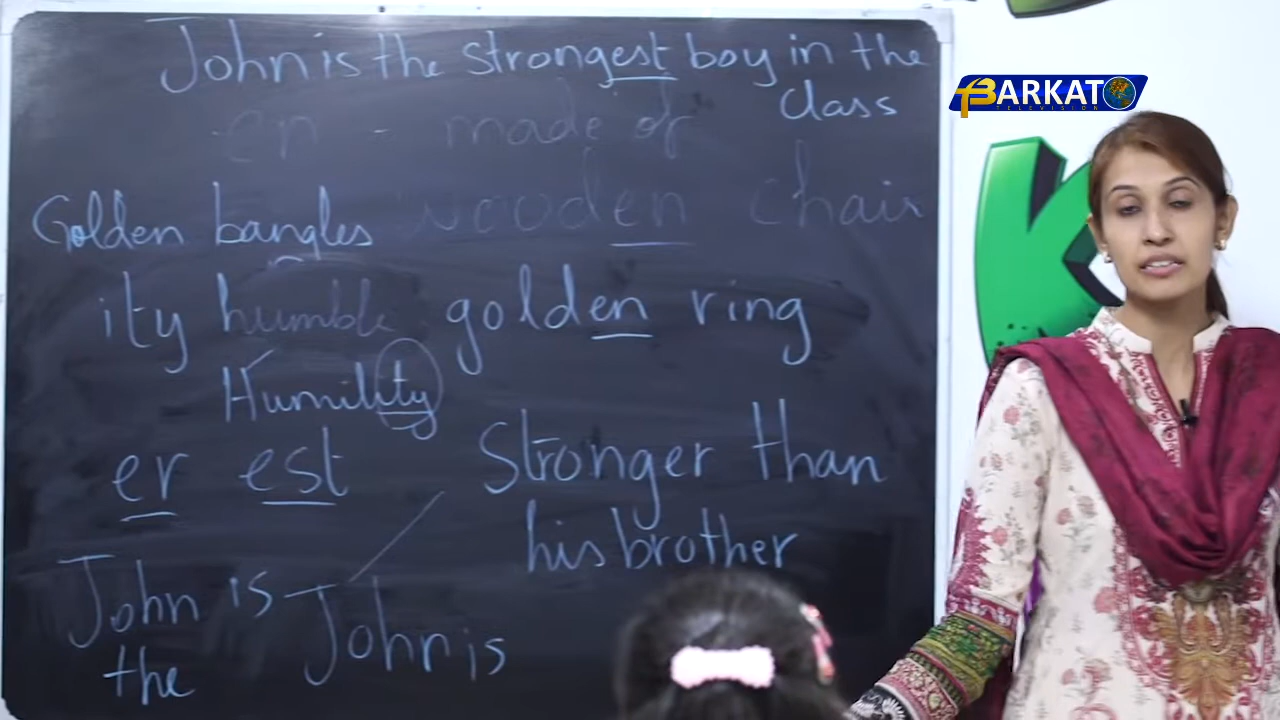 John is the strongest boy in the
class
en - made of
Golden bangles wooden chair
ity humble golden ring
Humility
er est Stronger than
his brother
John is John is
the
BARKAT
TELEVISION
K